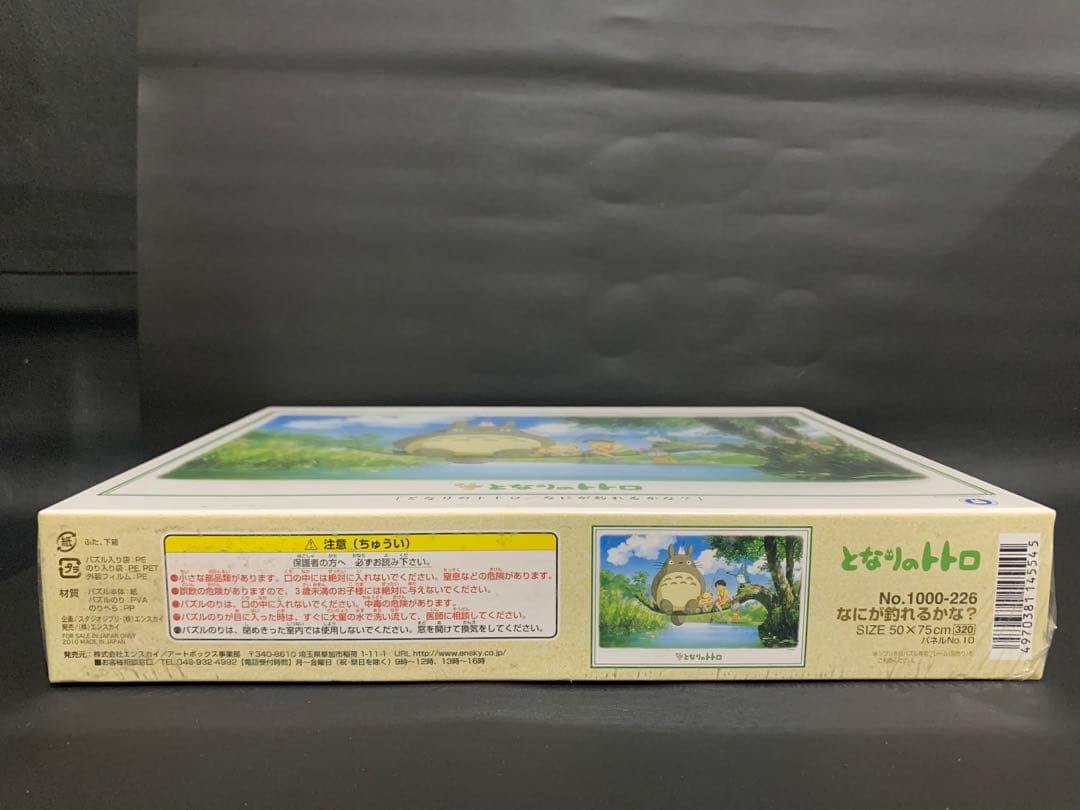 となりのトトロ
紙 ふた、下箱
プラ パズル入り袋:PE
のり入り袋:PE, PET
外装フィルム:PE
材質 パズル本体:紙
パズルのり:PVA
のりへら:PP
企画/スタジオジブリ・(株)エンスカイ
発売/(株)エンスカイ
FOR SALE IN JAPAN ONLY
2010 MADE IN JAPAN
注意(ちゅうい)
保護者の方へ 必ずお読み下さい。
●小さな部品類があります。口の中には絶対に入れないでください。窒息などの危険があります。
●誤飲の危険がありますので、3歳未満のお子様には絶対に与えないでください。
●パズルのりは、口の中に入れないでください。中毒の危険があります。
●パズルのりが目に入った時は、すぐに大量の水で洗い流して、医師に相談してください。
●パズルのりは、閉めきった室内では使用しないでください。窓を開けて換気をしてください。
発売元:株式会社エンスカイ/アートボックス事業部 〒340-8610 埼玉県草加市稲荷 1-11-1 URL http://www.ensky.co.jp/
■お客様相談窓口/TEL.048-932-4992 (電話受付時間)月〜金曜日(祝・祭日を除く)9時〜12時、13時〜16時
となりのトトロ
となりのトトロ
No.1000-226
なにが釣れるかな?
SIZE 50×75cm 320
パネルNo.10
4970381145545